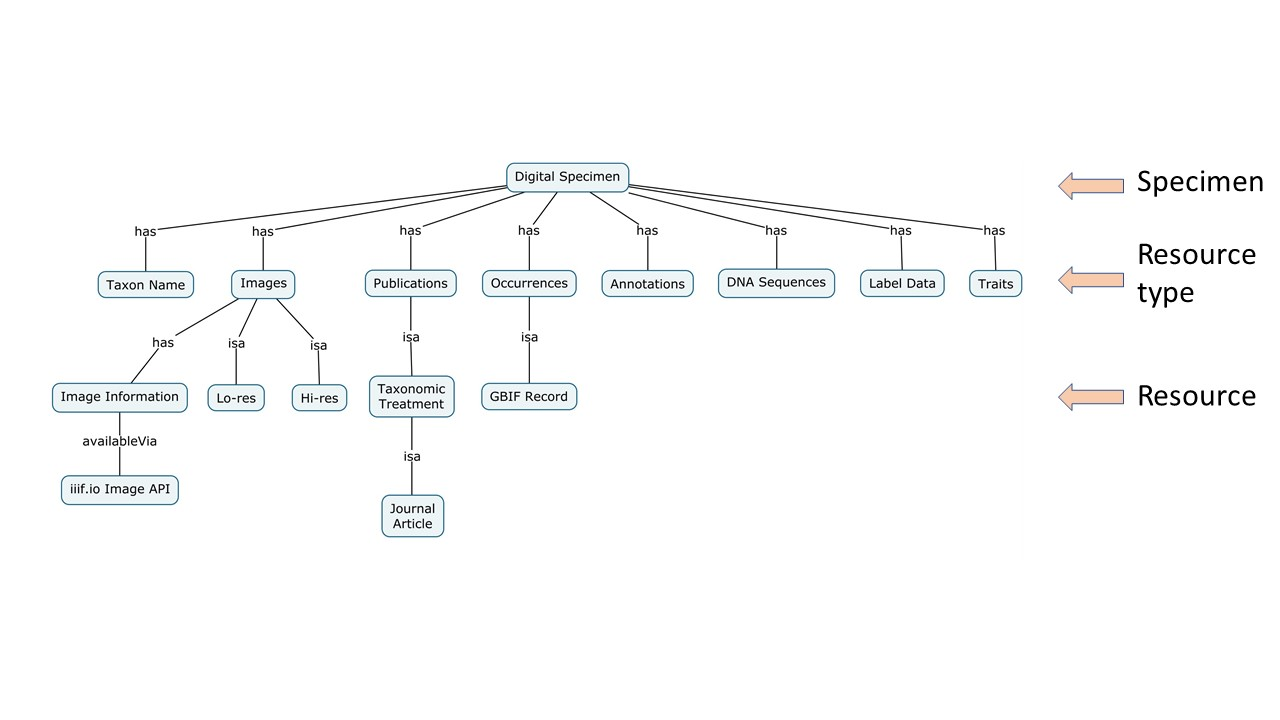 Digital Specimen
Specimen
has has has has has has has has
Taxon Name
Images
Publications
Occurrences
Annotations
DNA Sequences
Label Data
Traits
Resource
type
has isa isa isa isa
Image Information
Lo-res
Hi-res
Taxonomic
Treatment
GBIF Record
Resource
availableVia
isa
iiif.io Image API
Journal
Article